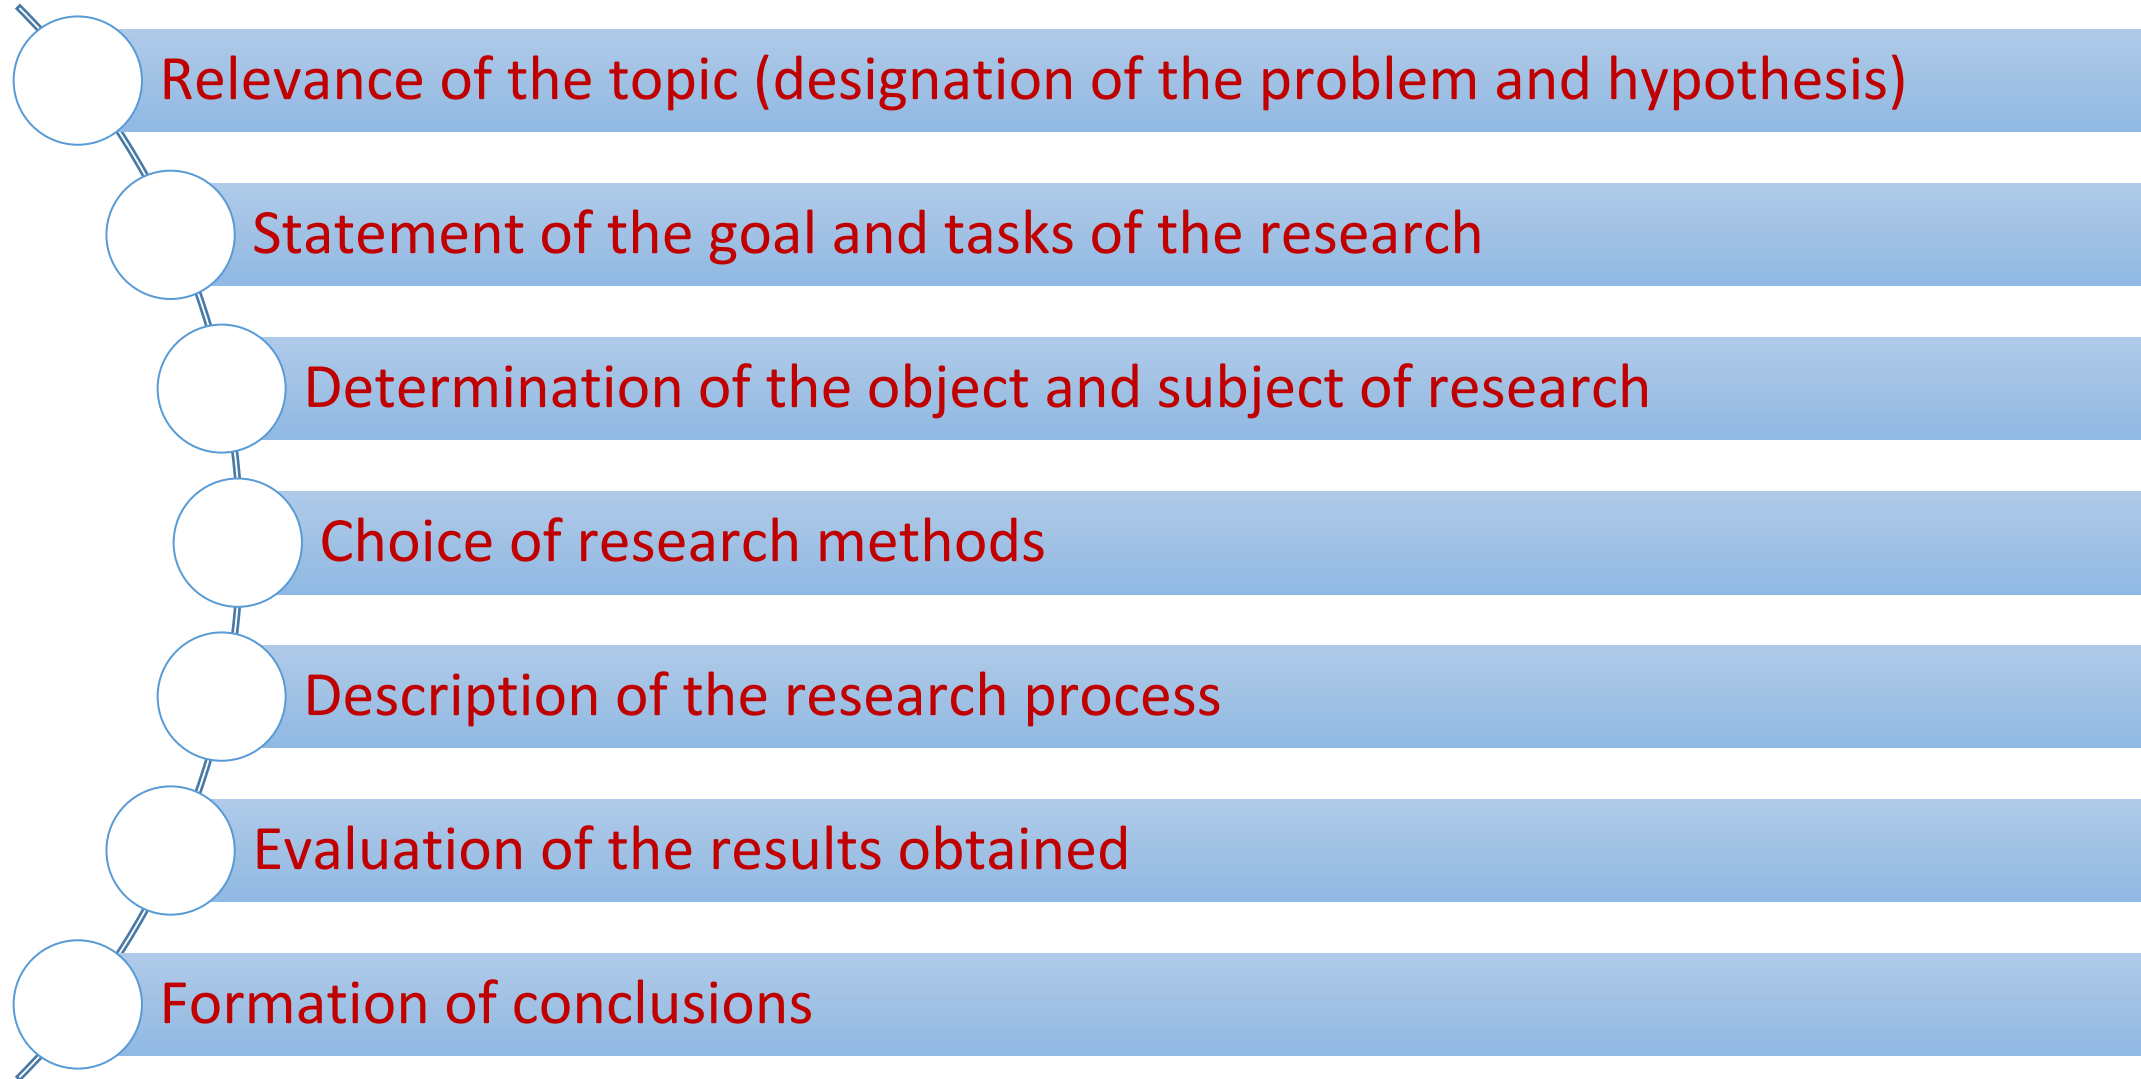 Relevance of the topic (designation of the problem and hypothesis)
Statement of the goal and tasks of the research
Determination of the object and subject of research
Choice of research methods
Description of the research process
Evaluation of the results obtained
Formation of conclusions